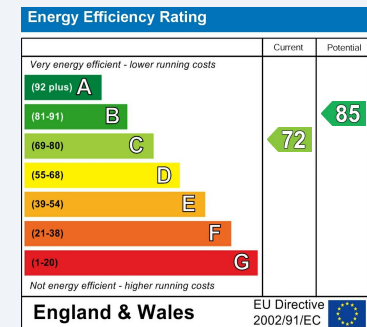 Energy Efficiency Rating
Current Potential
Very energy efficient - lower running costs
(92 plus) A
(81-91) B
(69-80) C
(55-68) D
(39-54) E
(21-38) F
(1-20) G
72
85
Not energy efficient - higher running costs
England & Wales
EU Directive
2002/91/EC